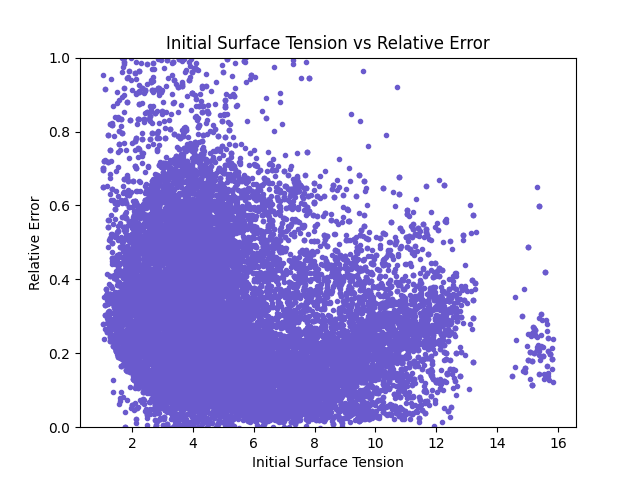 Initial Surface Tension vs Relative Error
1.0
0.8
0.6
0.4
0.2
0.0
Relative Error
2 4 6 8 10 12 14 16
Initial Surface Tension